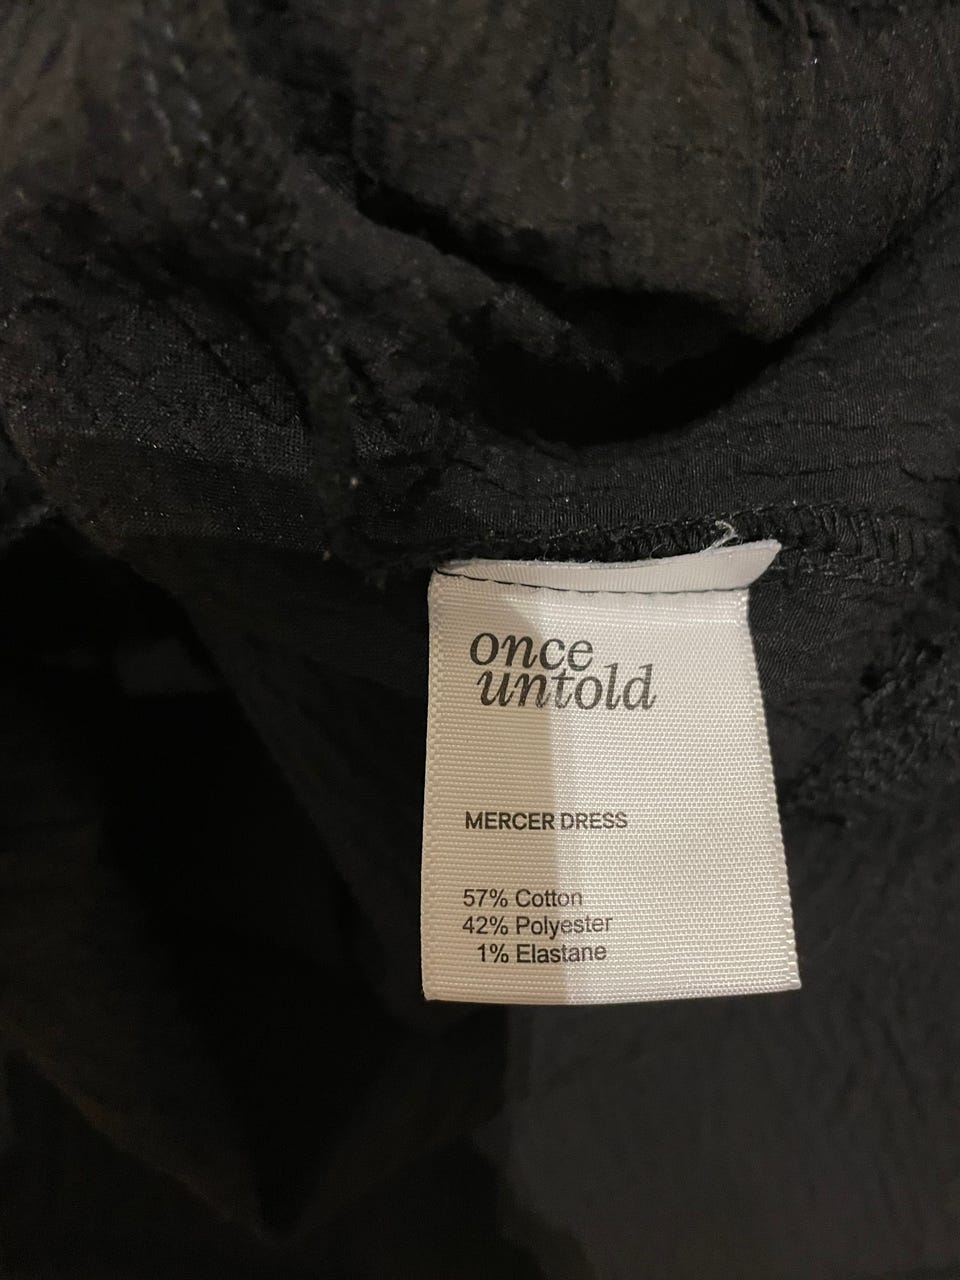 once
untold
MERCER DRESS
57% Cotton
42% Polyester
1% Elastane